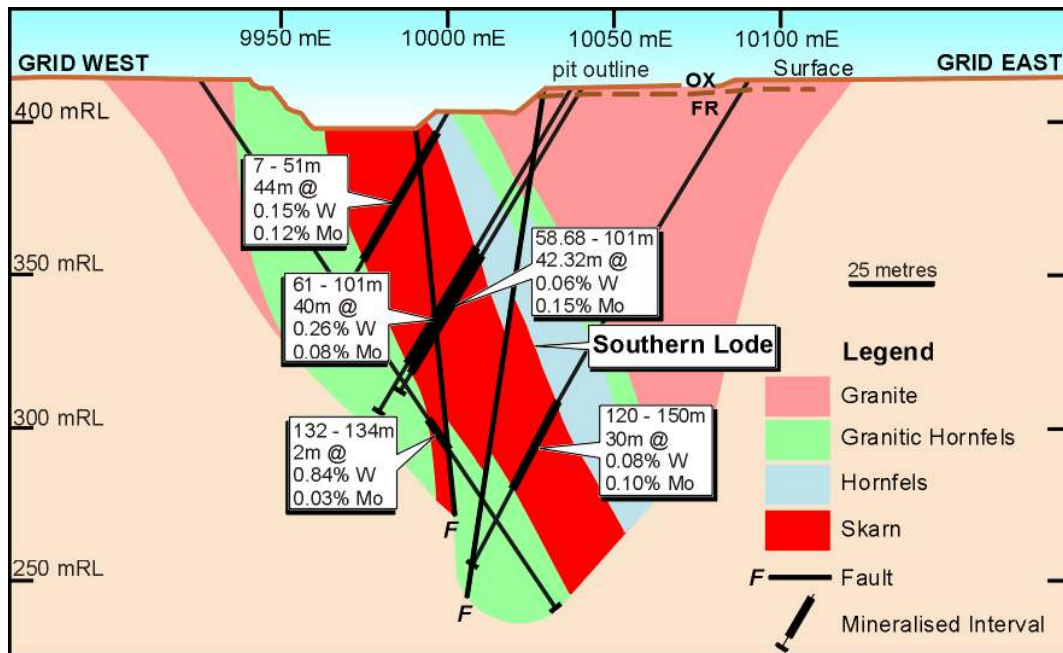 9950 mE
10000 mE
10050 mE
10100 mE
GRID WEST
pit outline
OX
Surface
GRID EAST
FR
400 mRL
7 - 51m
44m @
0.15% W
0.12% Mo
58.68 - 101m
42.32m @
0.06% W
0.15% Mo
350 mRL
61 - 101m
40m @
0.26% W
0.08% Mo
25 metres
Southern Lode
Legend
Granite
Granitic Hornfels
Hornfels
Skarn
F Fault
Mineralised Interval
300 mRL
132 - 134m
2m @
0.84% W
0.03% Mo
120 - 150m
30m @
0.08% W
0.10% Mo
F
250 mRL
F